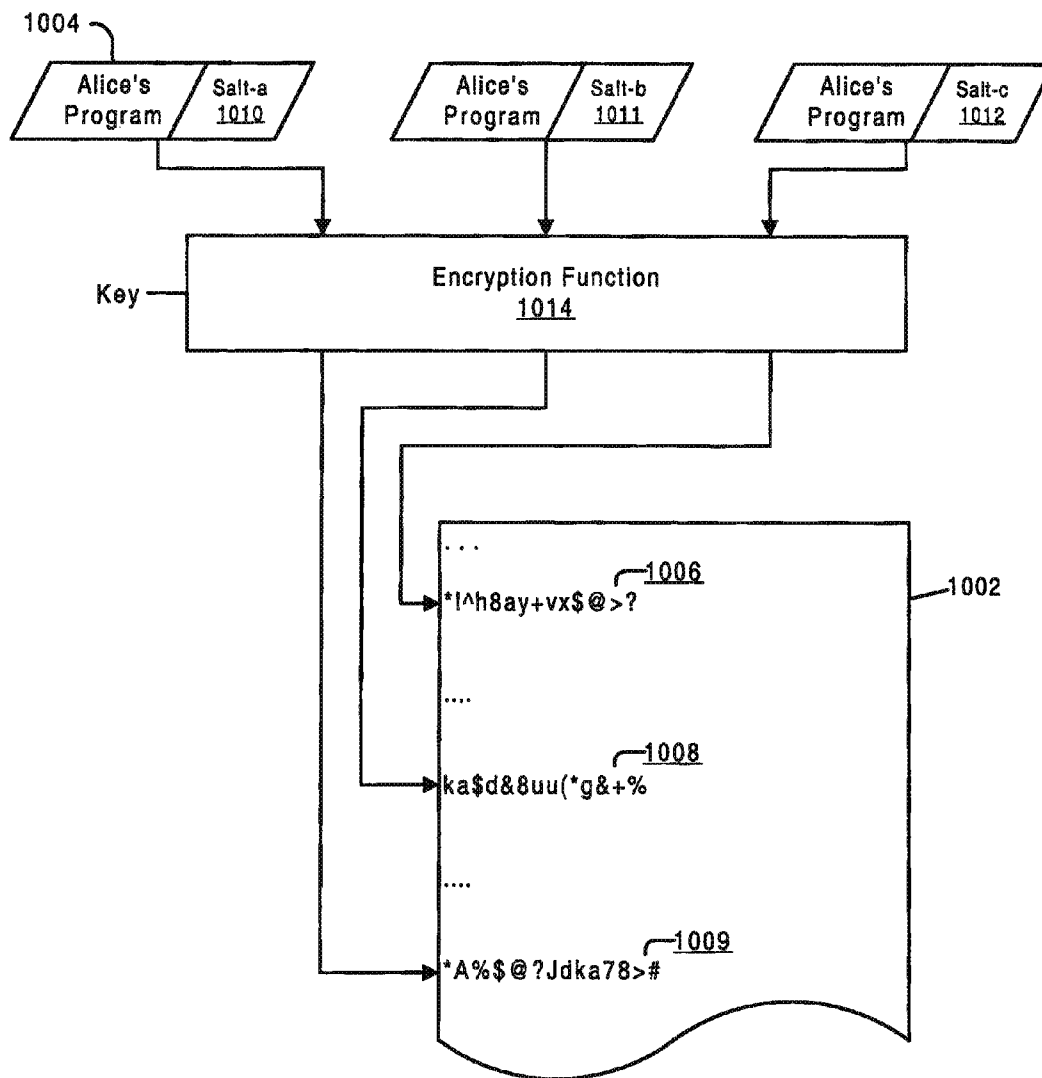 1004
Alice's
Program
Salt-a
1010
Alice's
Program
Salt-b
1011
Alice's
Program
Salt-c
1012
Key
Encryption Function
1014
. . .
1006
*!^h8ay+vx$@>?
1002
....
1008
ka$d&8uu(*g&+%
....
1009
*A%$@?Jdka78>#